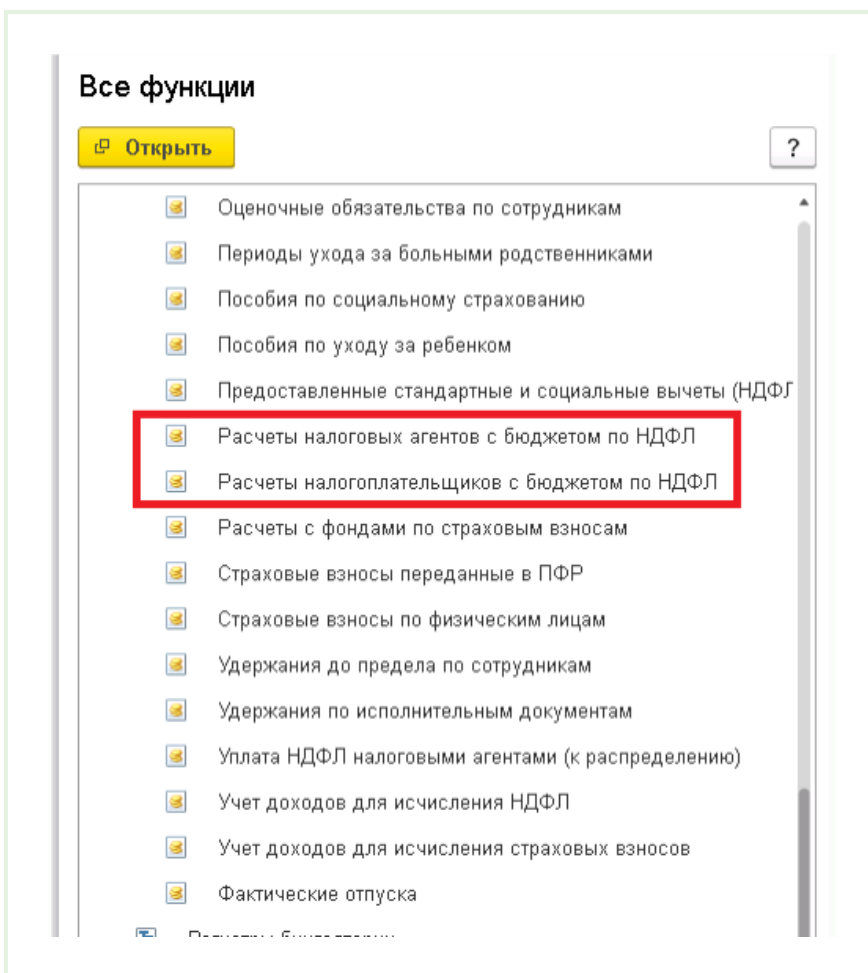 Все функции
Открыть
?
Оценочные обязательства по сотрудникам
Периоды ухода за больными родственниками
Пособия по социальному страхованию
Пособия по уходу за ребенком
Предоставленные стандартные и социальные вычеты (НДФЛ
Расчеты налоговых агентов с бюджетом по НДФЛ
Расчеты налогоплательщиков с бюджетом по НДФЛ
Расчеты с фондами по страховым взносам
Страховые взносы переданные в ПФР
Страховые взносы по физическим лицам
Удержания до предела по сотрудникам
Удержания по исполнительным документам
Уплата НДФЛ налоговыми агентами (к распределению)
Учет доходов для исчисления НДФЛ
Учет доходов для исчисления страховых взносов
Фактические отпуска